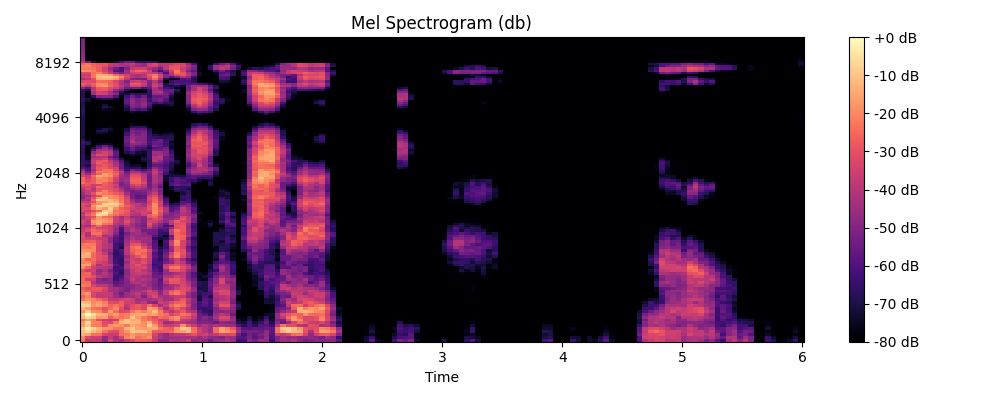 Mel Spectrogram (db)
8192
4096
2048
1024
512
0
Hz
0 1 2 3 4 5 6
Time
+0 dB
-10 dB
-20 dB
-30 dB
-40 dB
-50 dB
-60 dB
-70 dB
-80 dB